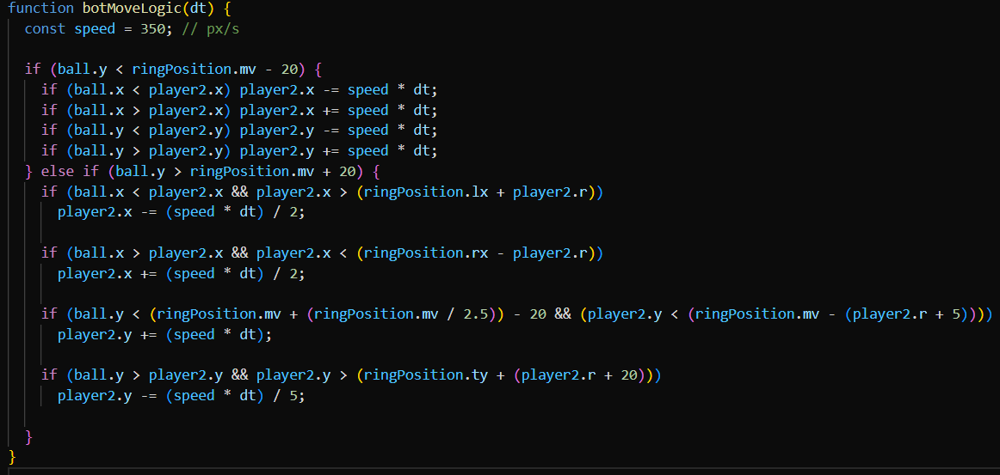 function botMoveLogic(dt) {
  const speed = 350; // px/s

  if (ball.y < ringPosition.mv - 20) {
    if (ball.x < player2.x) player2.x -= speed * dt;
    if (ball.x > player2.x) player2.x += speed * dt;
    if (ball.y < player2.y) player2.y -= speed * dt;
    if (ball.y > player2.y) player2.y += speed * dt;
  } else if (ball.y > ringPosition.mv + 20) {
    if (ball.x < player2.x && player2.x > (ringPosition.lx + player2.r))
      player2.x -= (speed * dt) / 2;

    if (ball.x > player2.x && player2.x < (ringPosition.rx - player2.r))
      player2.x += (speed * dt) / 2;

    if (ball.y < (ringPosition.mv + (ringPosition.mv / 2.5)) - 20 && (player2.y < (ringPosition.mv - (player2.r + 5))))
      player2.y += (speed * dt);

    if (ball.y > player2.y && player2.y > (ringPosition.ty + (player2.r + 20)))
      player2.y -= (speed * dt) / 5;

  }
}